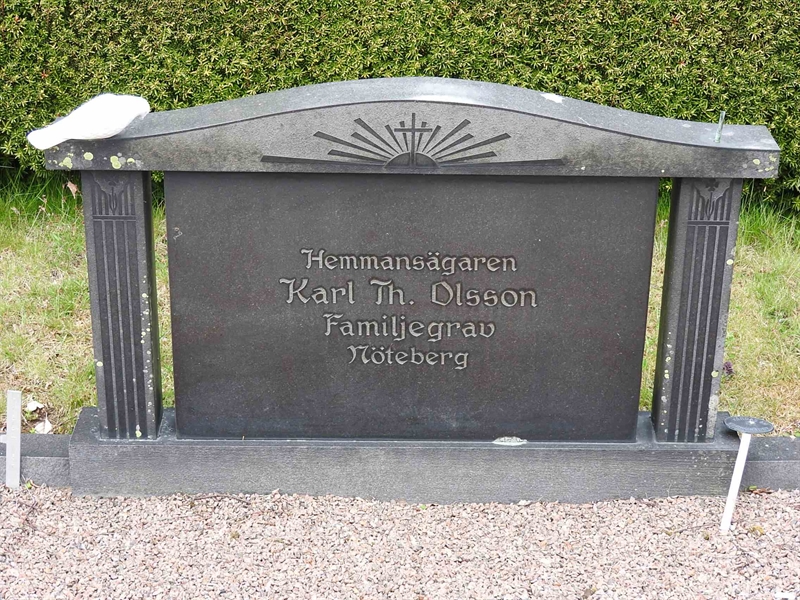 Hemmansägaren
Karl Th. Olsson
Familjegrav
Nöteberg